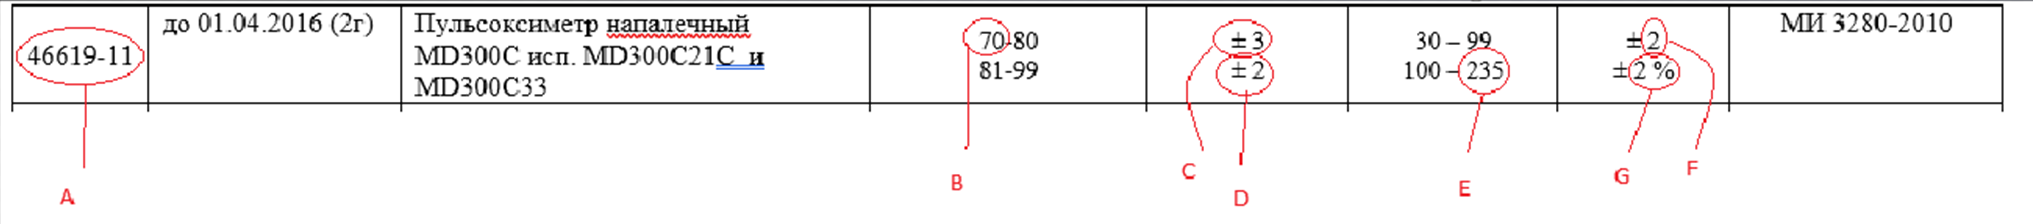 46619-11
до 01.04.2016 (2г)
Пульсоксиметр напалечный
MD300C исп. MD300C21C и
MD300C33
70-80
81-99
± 3
± 2
30 – 99
100 – 235
± 2
± 2 %
МИ 3280-2010
A
B
C
D
E
G
F